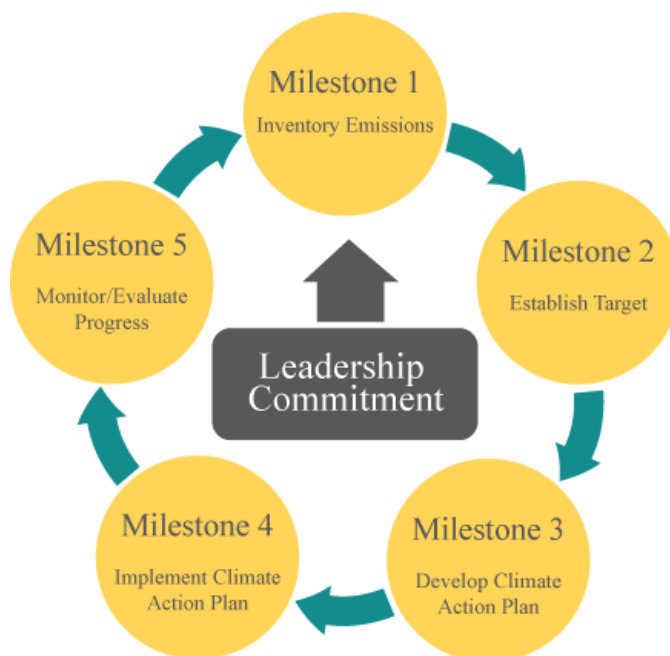 Milestone 1
Inventory Emissions
Milestone 2
Establish Target
Milestone 3
Develop Climate
Action Plan
Milestone 4
Implement Climate
Action Plan
Milestone 5
Monitor/Evaluate
Progress
Leadership
Commitment